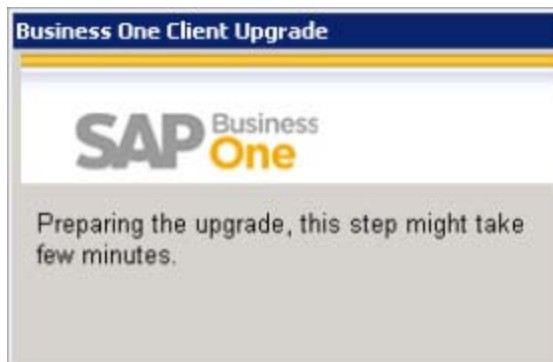 Business One Client Upgrade
SAP Business One
Preparing the upgrade, this step might take
few minutes.